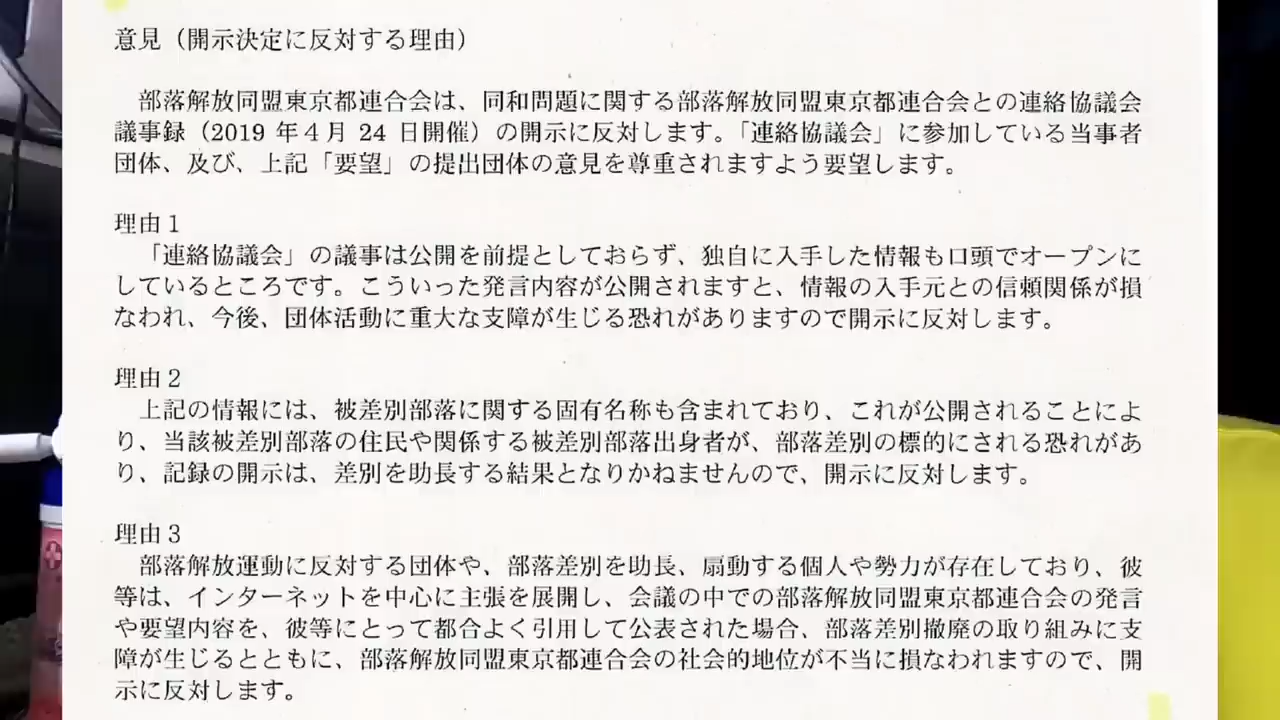 意見（開示決定に反対する理由）
部落解放同盟東京都連合会は、同和問題に関する部落解放同盟東京都連合会との連絡協議会
議事録（2019 年４月 24 日開催）の開示に反対します。「連絡協議会」に参加している当事者
団体、及び、上記「要望」の提出団体の意見を尊重されますよう要望します。
理由１
「連絡協議会」の議事は公開を前提としておらず、独自に入手した情報も口頭でオープンに
しているところです。こういった発言内容が公開されますと、情報の入手元との信頼関係が損
なわれ、今後、団体活動に重大な支障が生じる恐れがありますので開示に反対します。
理由２
上記の情報には、被差別部落に関する固有名称も含まれており、これが公開されることによ
り、当該被差別部落の住民や関係する被差別部落出身者が、部落差別の標的にされる恐れがあ
り、記録の開示は、差別を助長する結果となりかねませんので、開示に反対します。
理由３
部落解放運動に反対する団体や、部落差別を助長、扇動する個人や勢力が存在しており、彼
等は、インターネットを中心に主張を展開し、会議の中での部落解放同盟東京都連合会の発言
や要望内容を、彼等にとって都合よく引用して公表された場合、部落差別撤廃の取り組みに支
障が生じるとともに、部落解放同盟東京都連合会の社会的地位が不当に損なわれますので、開
示に反対します。